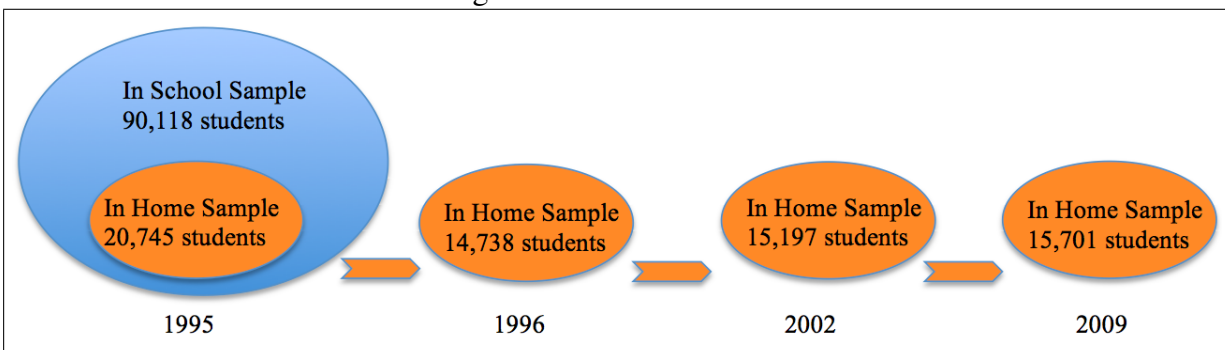 In School Sample
90,118 students
In Home Sample
20,745 students
In Home Sample
14,738 students
In Home Sample
15,197 students
In Home Sample
15,701 students
1995
1996
2002
2009